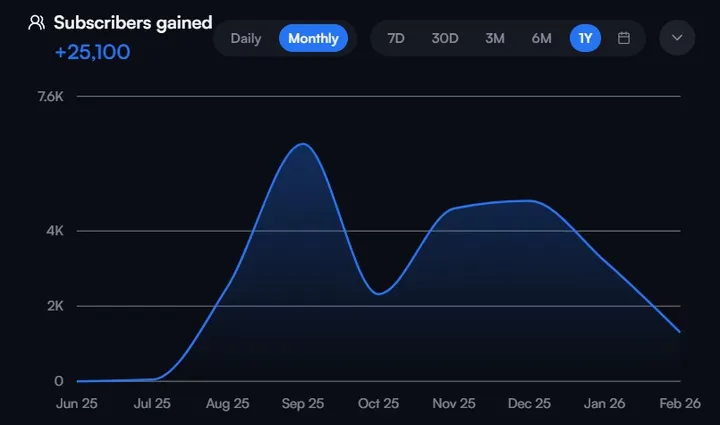 Subscribers gained
+25,100
Daily Monthly 7D 30D 3M 6M 1Y
7.6K
4K
2K
0
Jun 25 Jul 25 Aug 25 Sep 25 Oct 25 Nov 25 Dec 25 Jan 26 Feb 26